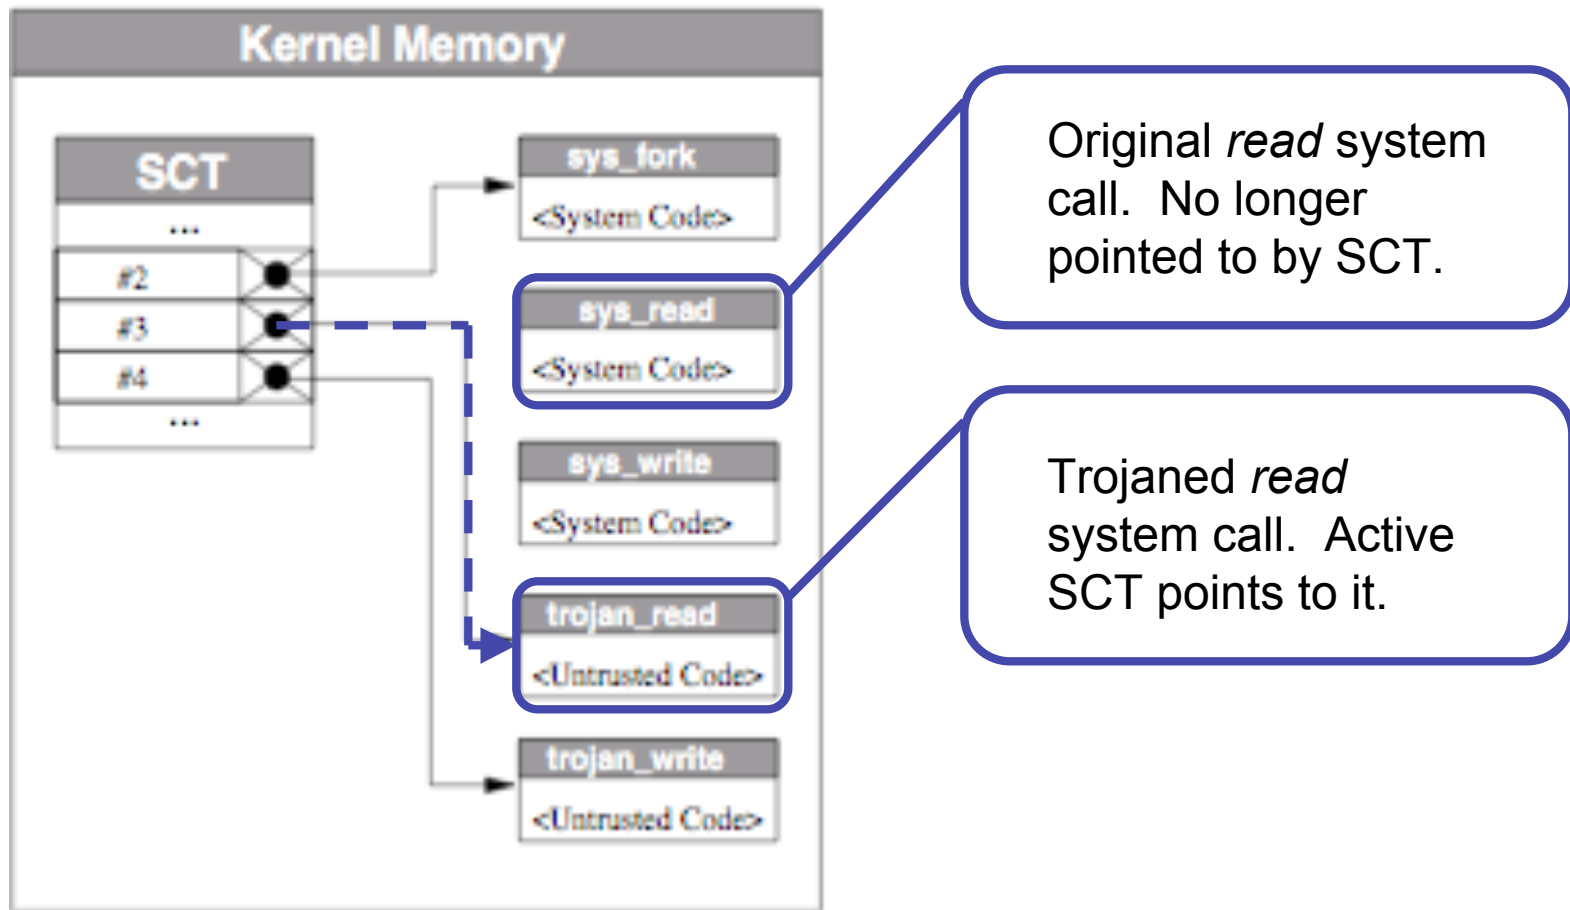 Kernel Memory
SCT
...
#2
#3
#4
...
sys_fork
<System Code>
sys_read
<System Code>
sys_write
<System Code>
trojan_read
<Untrusted Code>
trojan_write
<Untrusted Code>
Original read system
call. No longer
pointed to by SCT.
Trojaned read
system call. Active
SCT points to it.